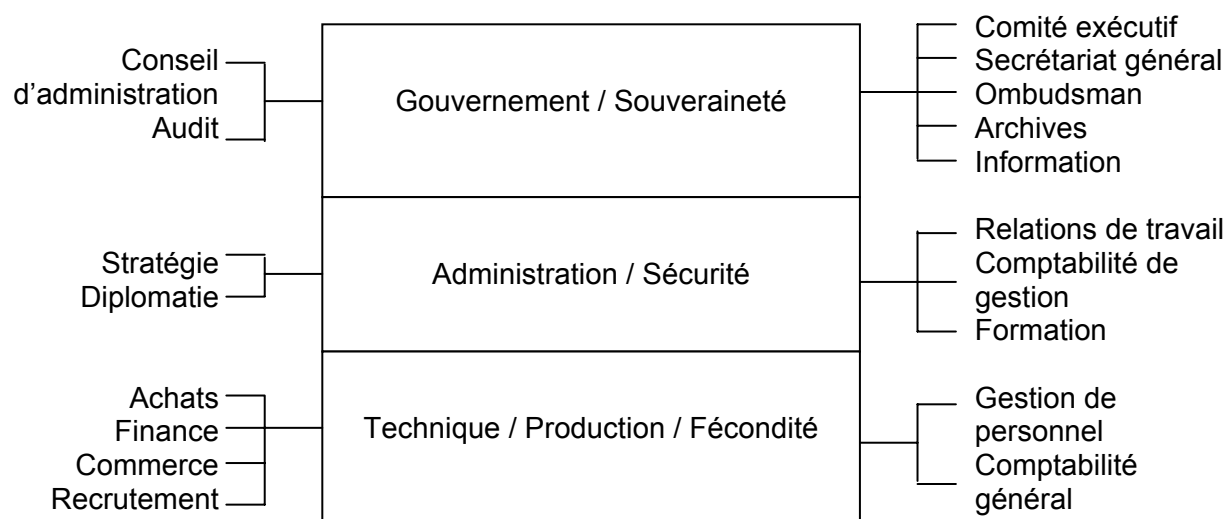 Conseil
d’administration
Audit
Gouvernement / Souveraineté
Comité exécutif
Secrétariat général
Ombudsman
Archives
Information
Stratégie
Diplomatie
Administration / Sécurité
Relations de travail
Comptabilité de
gestion
Formation
Achats
Finance
Commerce
Recrutement
Technique / Production / Fécondité
Gestion de
personnel
Comptabilité
général